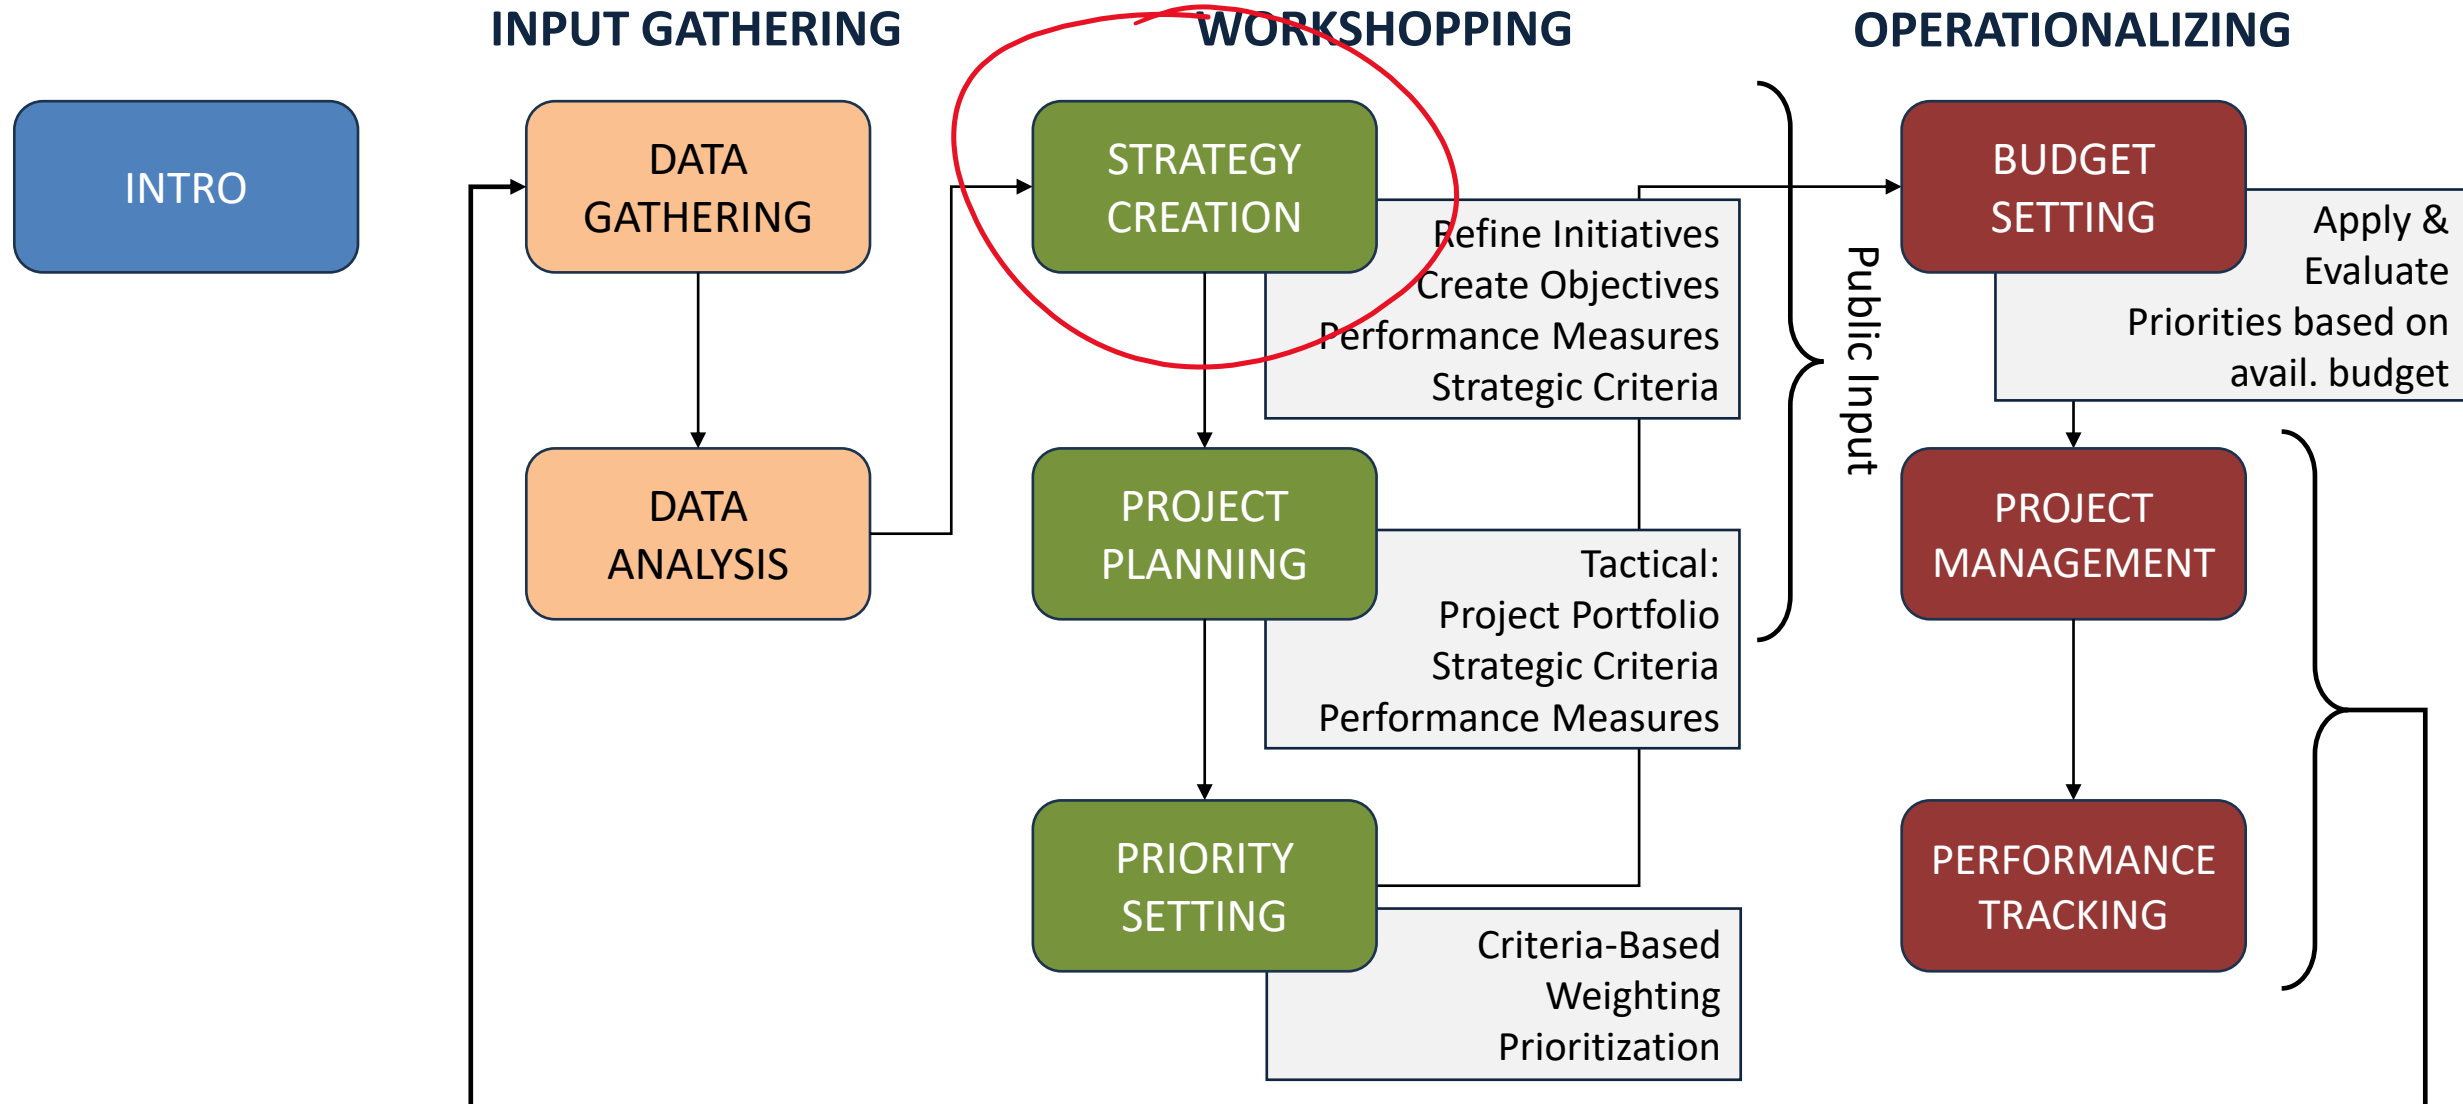 INPUT GATHERING
WORKSHOPPING
OPERATIONALIZING
INTRO
DATA
GATHERING
DATA
ANALYSIS
STRATEGY
CREATION
Refine Initiatives
Create Objectives
Performance Measures
Strategic Criteria
PROJECT
PLANNING
Tactical:
Project Portfolio
Strategic Criteria
Performance Measures
PRIORITY
SETTING
Criteria-Based
Weighting
Prioritization
Public Input
BUDGET
SETTING
Apply &
Evaluate
Priorities based on
avail. budget
PROJECT
MANAGEMENT
PERFORMANCE
TRACKING